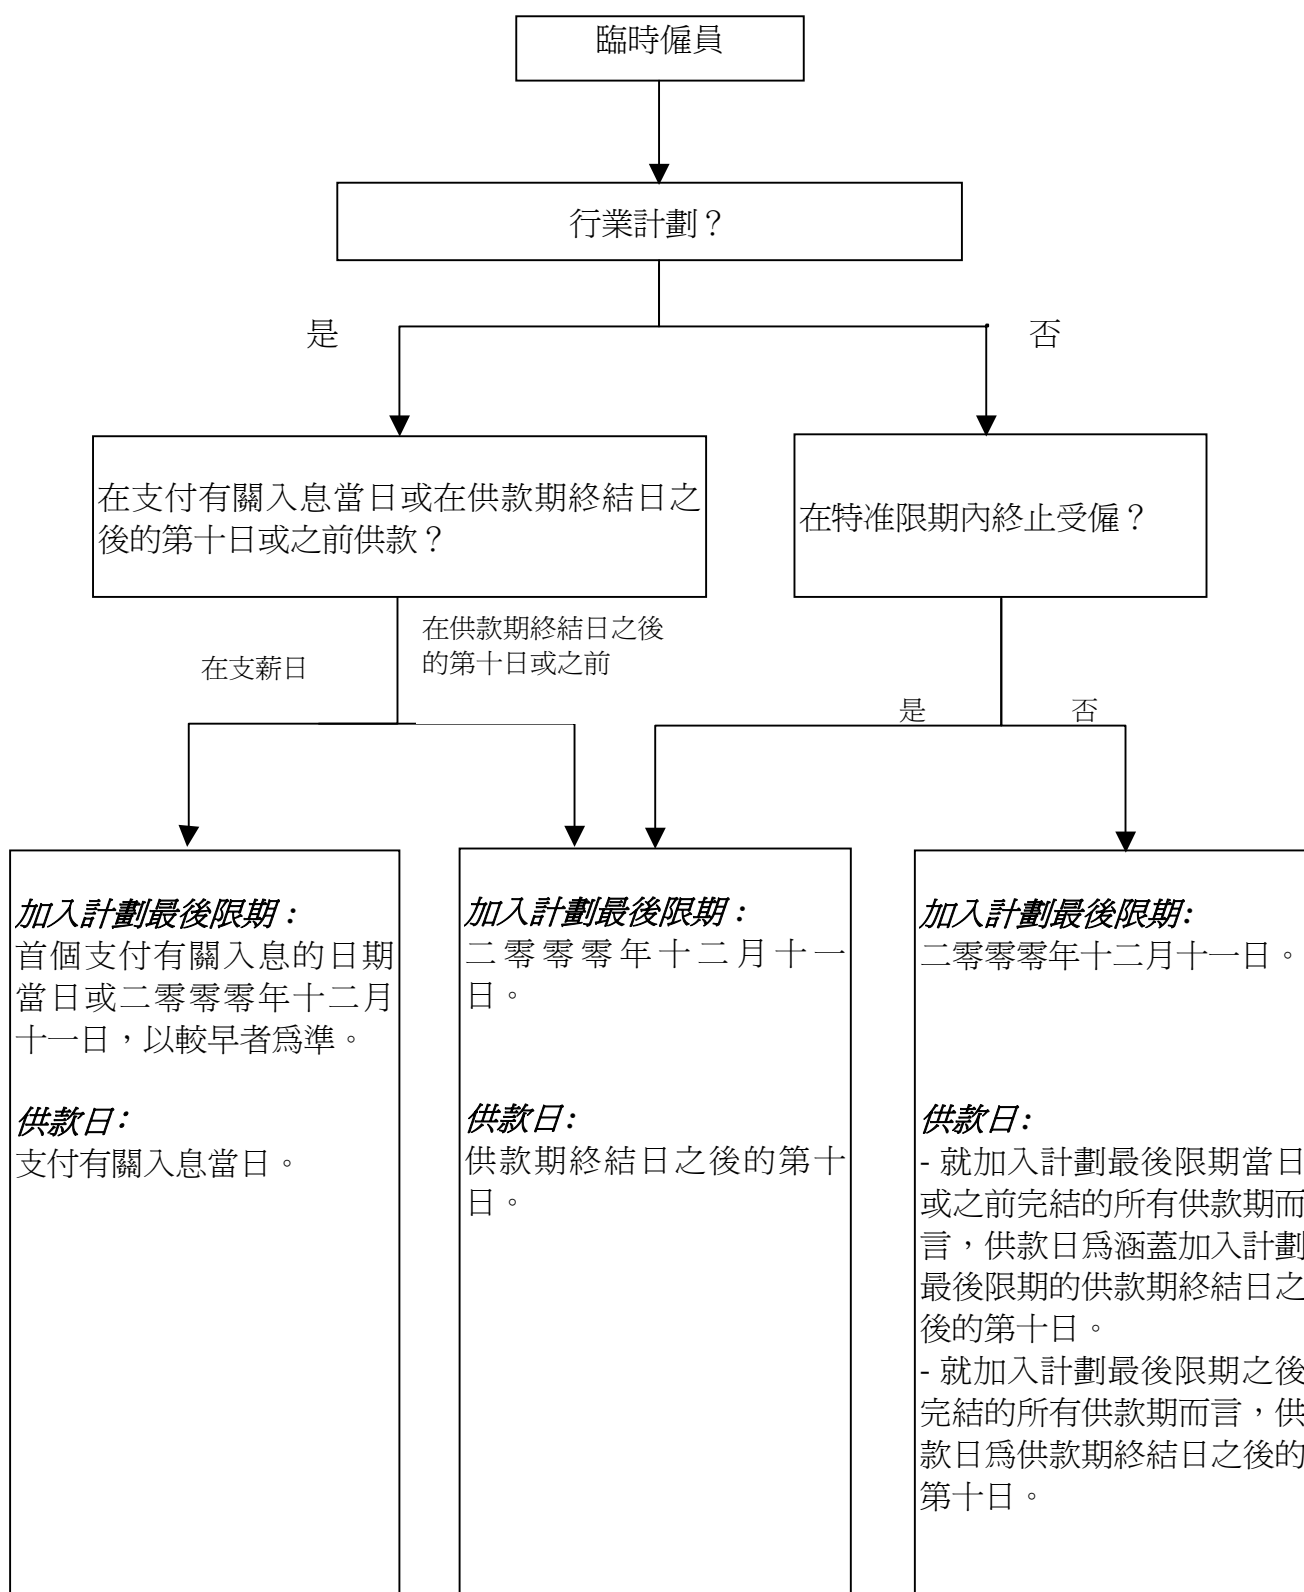 臨時僱員
行業計劃？
是
否
在支付有關入息當日或在供款期終結日之
後的第十日或之前供款？
在特准限期內終止受僱？
在支薪日
在供款期終結日之後
的第十日或之前
是
否
加入計劃最後限期：
首個支付有關入息的日期
當日或二零零零年十二月
十一日，以較早者爲準。
供款日：
支付有關入息當日。
加入計劃最後限期：
二零零零年十二月十一
日。
供款日：
供款期終結日之後的第十
日。
加入計劃最後限期：
二零零零年十二月十一日。
供款日：
- 就加入計劃最後限期當日
或之前完結的所有供款期而
言，供款日爲涵蓋加入計劃
最後限期的供款期終結日之
後的第十日。
- 就加入計劃最後限期之後
完結的所有供款期而言，供
款日爲供款期終結日之後的
第十日。